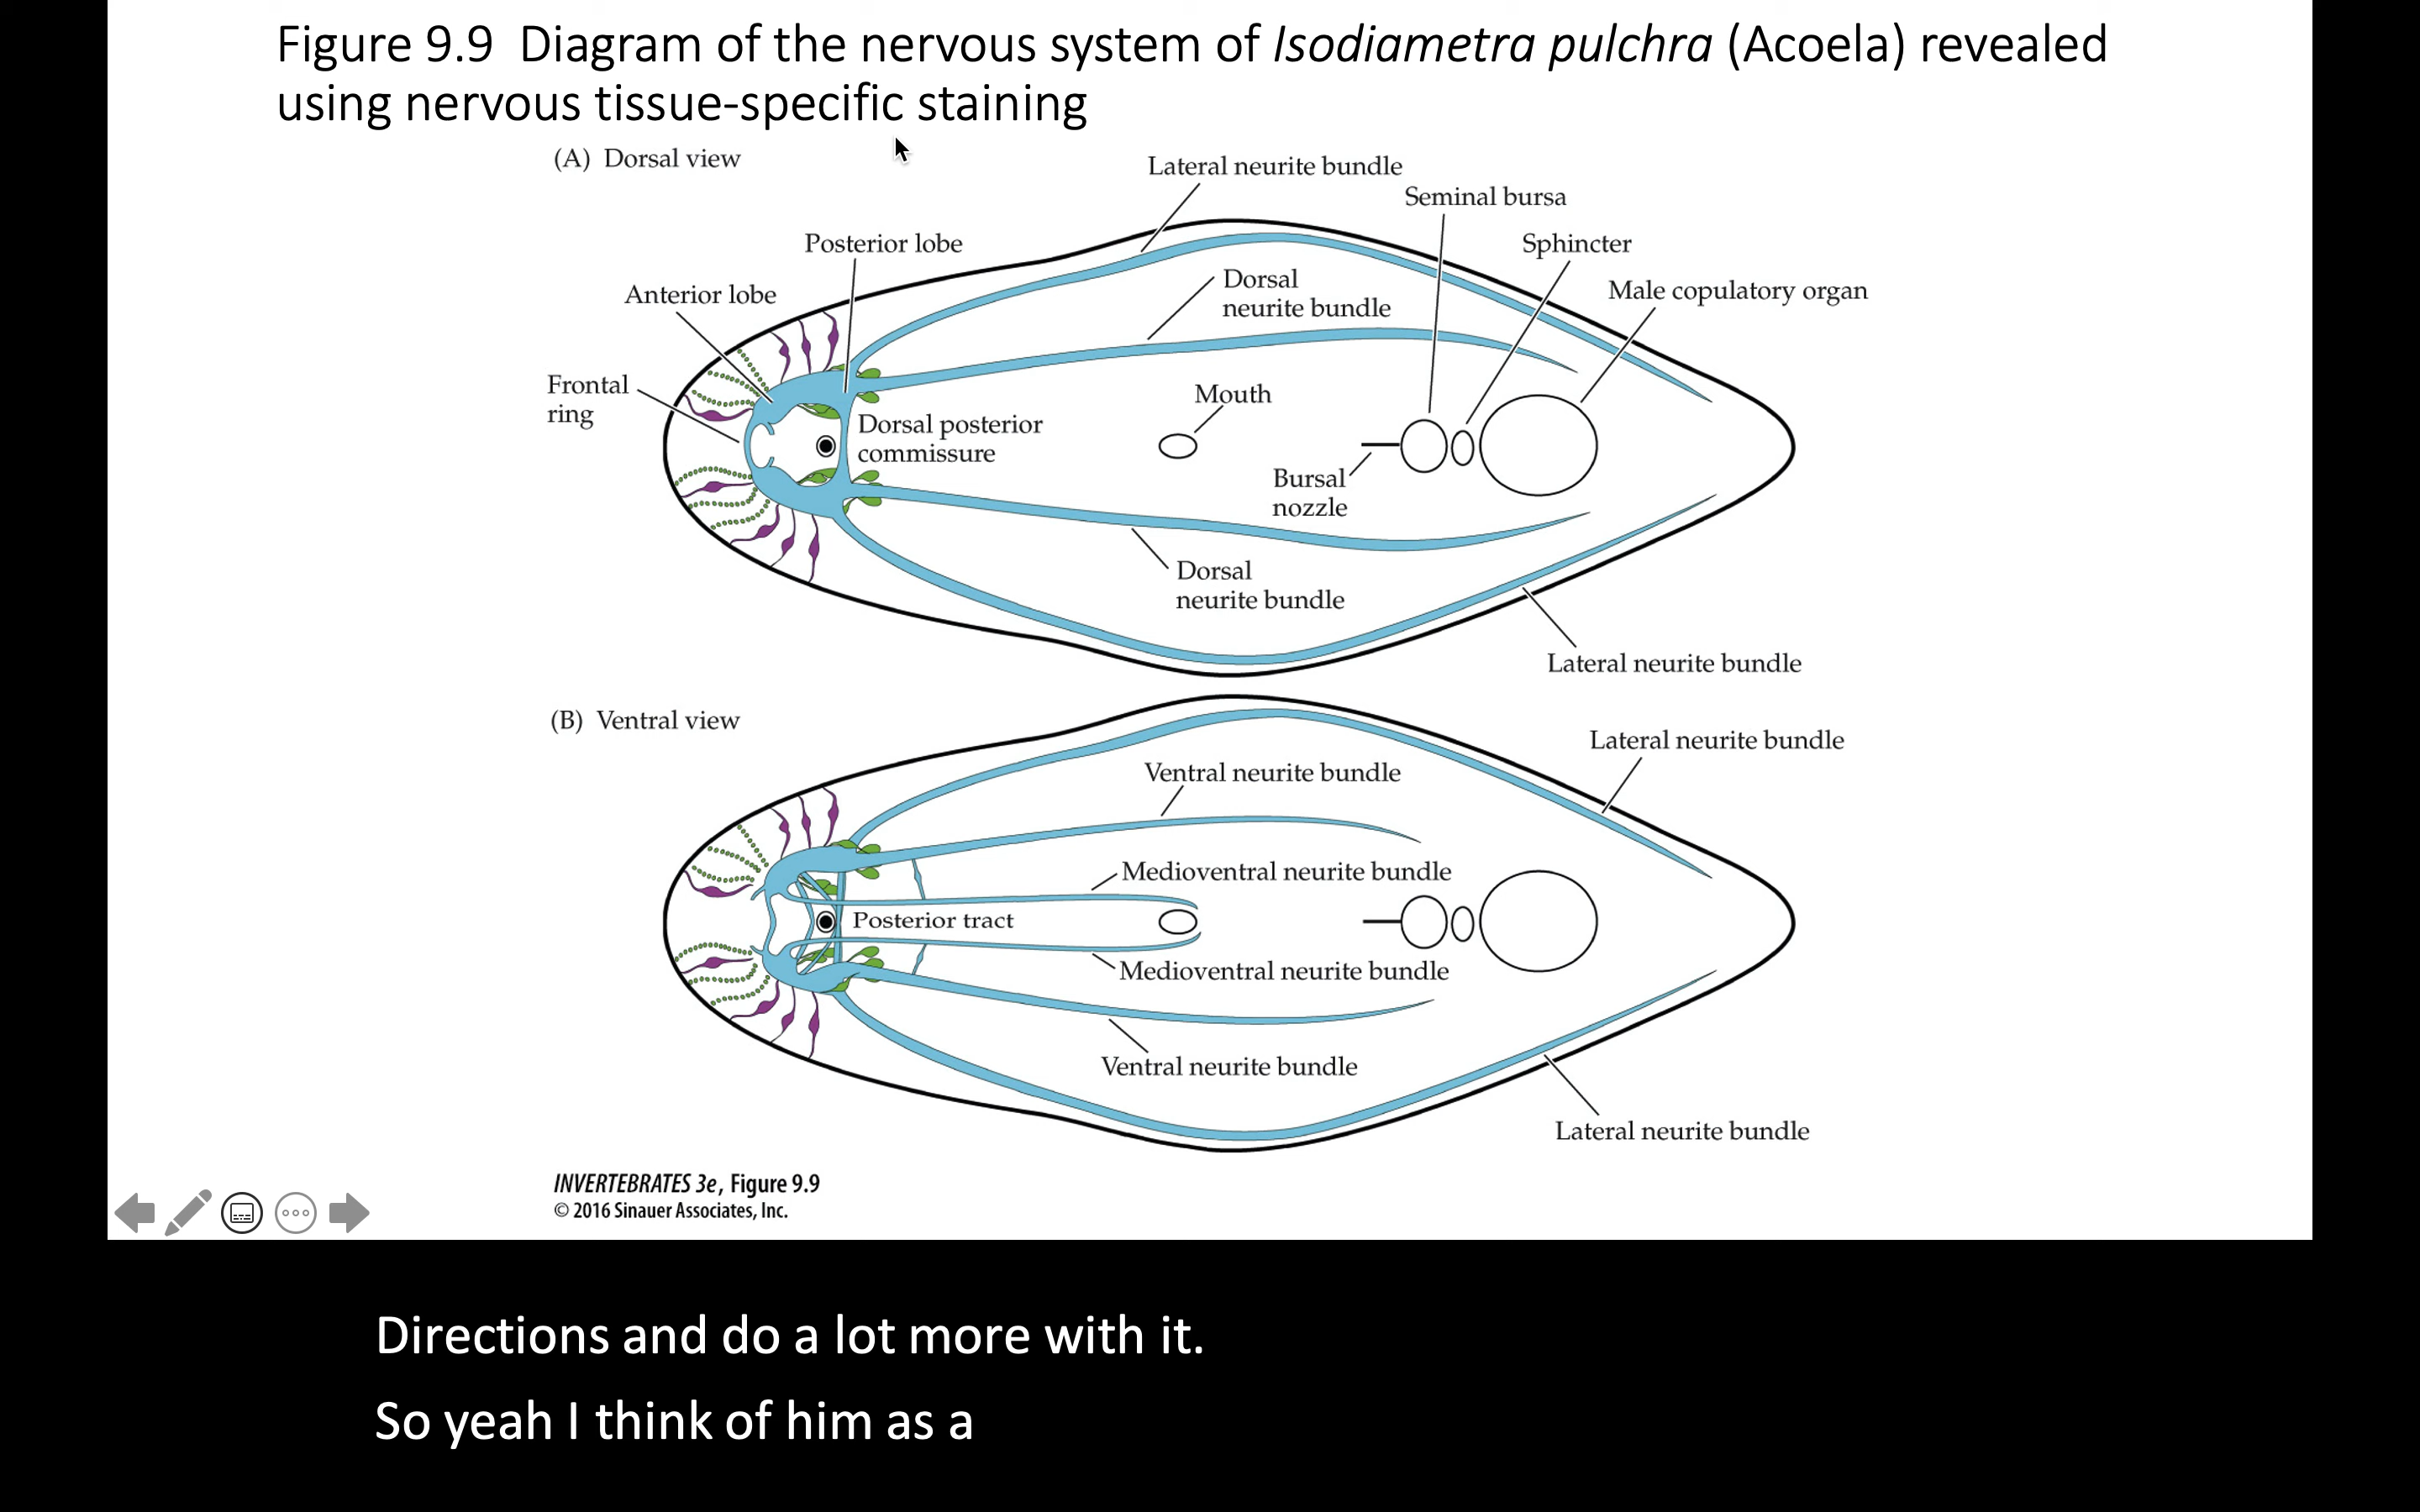 Figure 9.9 Diagram of the nervous system of Isodiametra pulchra (Acoela) revealed
using nervous tissue-specific staining
(A) Dorsal view
Lateral neurite bundle
Seminal bursa
Posterior lobe
Sphincter
Anterior lobe
Dorsal
neurite bundle
Male copulatory organ
Frontal
ring
Mouth
Dorsal posterior
commissure
Bursal
nozzle
Dorsal
neurite bundle
Lateral neurite bundle
(B) Ventral view
Lateral neurite bundle
Ventral neurite bundle
Medioventral neurite bundle
Posterior tract
Medioventral neurite bundle
Ventral neurite bundle
Lateral neurite bundle
INVERTEBRATES 3e, Figure 9.9
© 2016 Sinauer Associates, Inc.
Directions and do a lot more with it.
So yeah I think of him as a